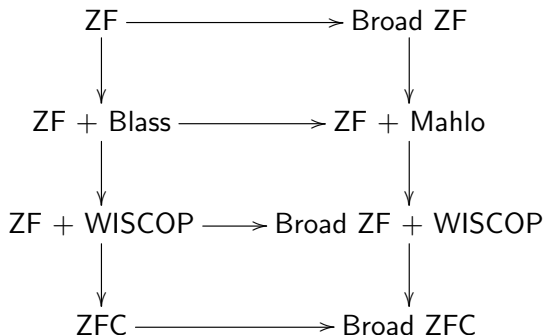 ZF Broad ZF
ZF + Blass ZF + Mahlo
ZF + WISCOP Broad ZF + WISCOP
ZFC Broad ZFC